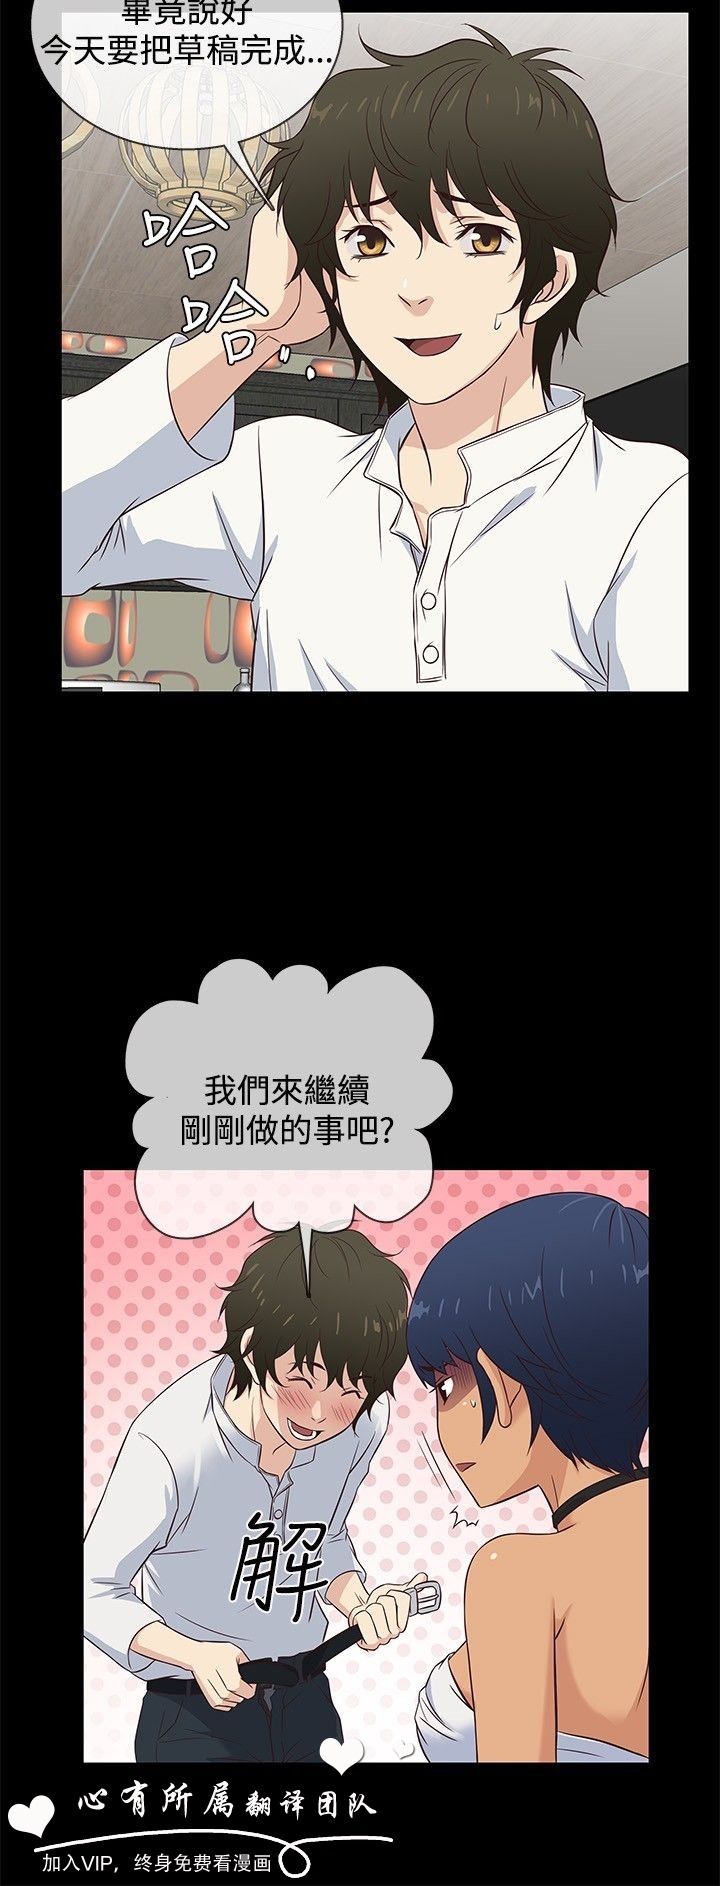 畢竟說好
今天要把草稿完成...
哈
哈...
我們來繼續
剛剛做的事吧?
解
心有所属翻译团队
加入VIP，终身免费看漫画